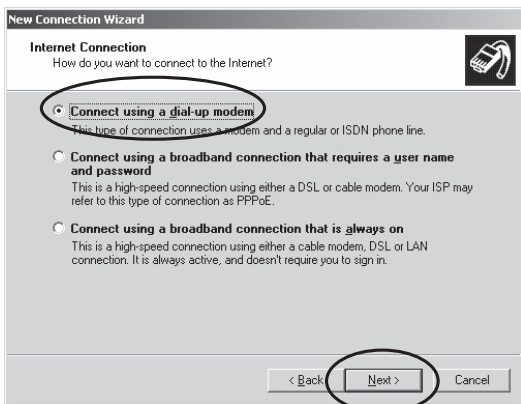 New Connection Wizard
Internet Connection
How do you want to connect to the Internet?
Connect using a dial-up modem
This type of connection uses a modem and a regular or ISDN phone line.
Connect using a broadband connection that requires a user name
and password
This is a high-speed connection using either a DSL or cable modem. Your ISP may
refer to this type of connection as PPPoE.
Connect using a broadband connection that is always on
This is a high-speed connection using either a cable modem, DSL or LAN
connection. It is always active, and doesn't require you to sign in.
< Back
Next >
Cancel